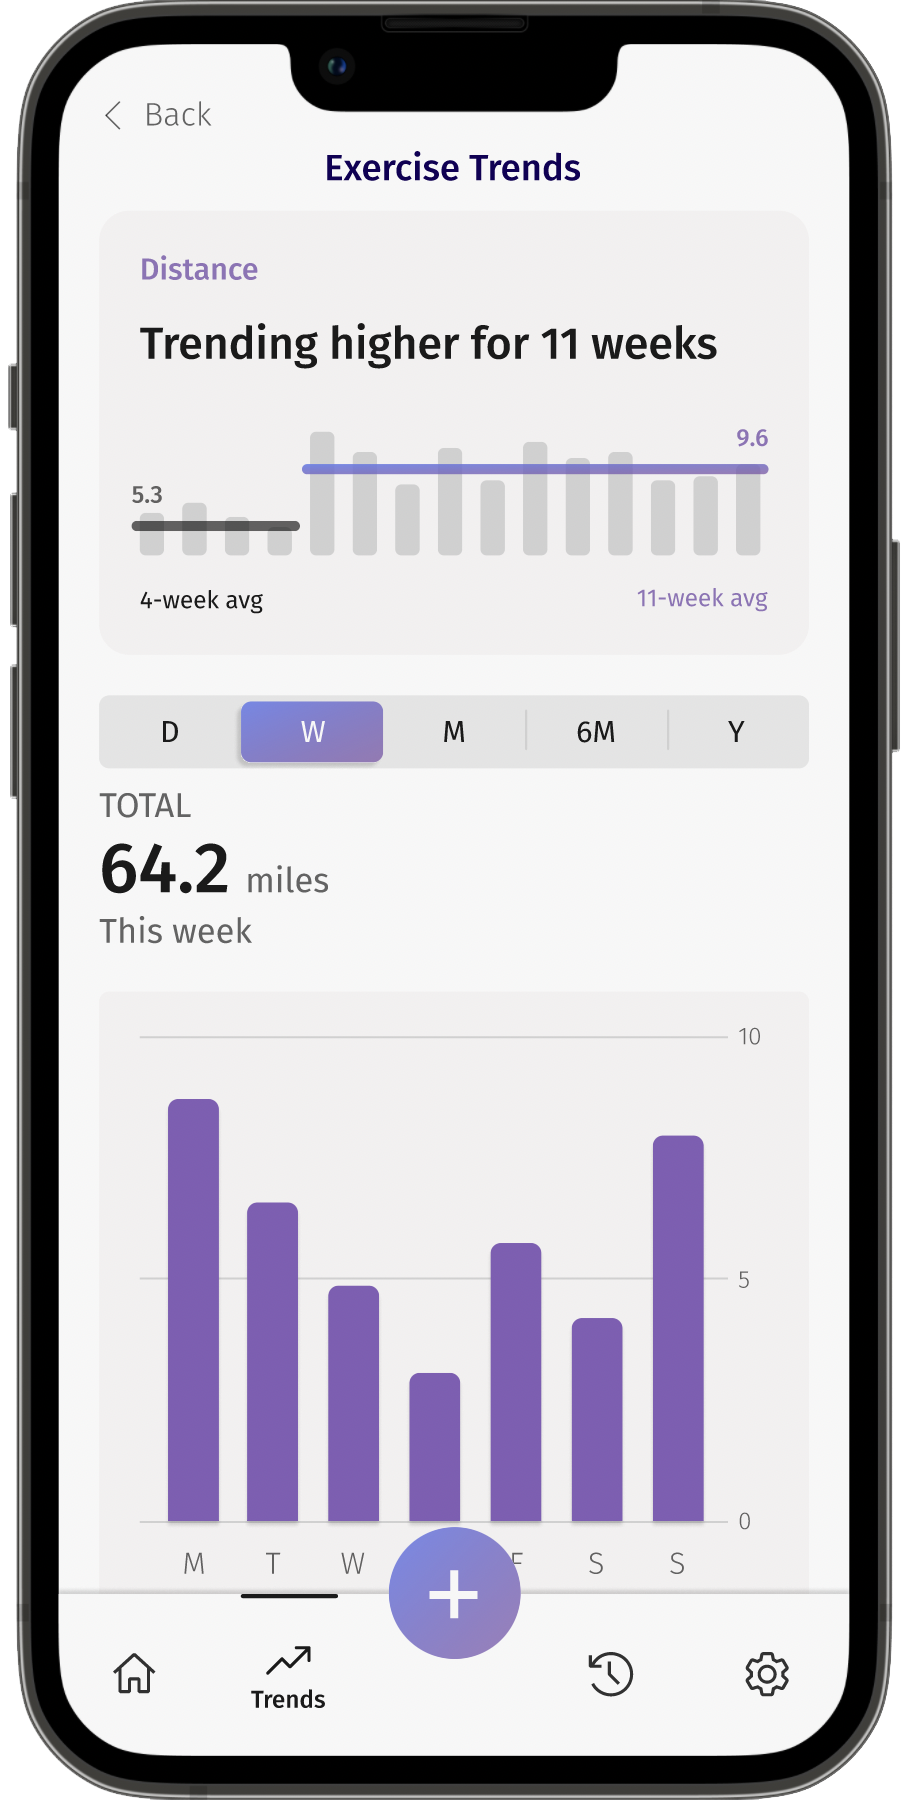 Back
Exercise Trends
Distance
Trending higher for 11 weeks
9.6
5.3
4-week avg
11-week avg
D W M 6M Y
TOTAL
64.2 miles
This week
10
5
0
M T W F S S
Trends